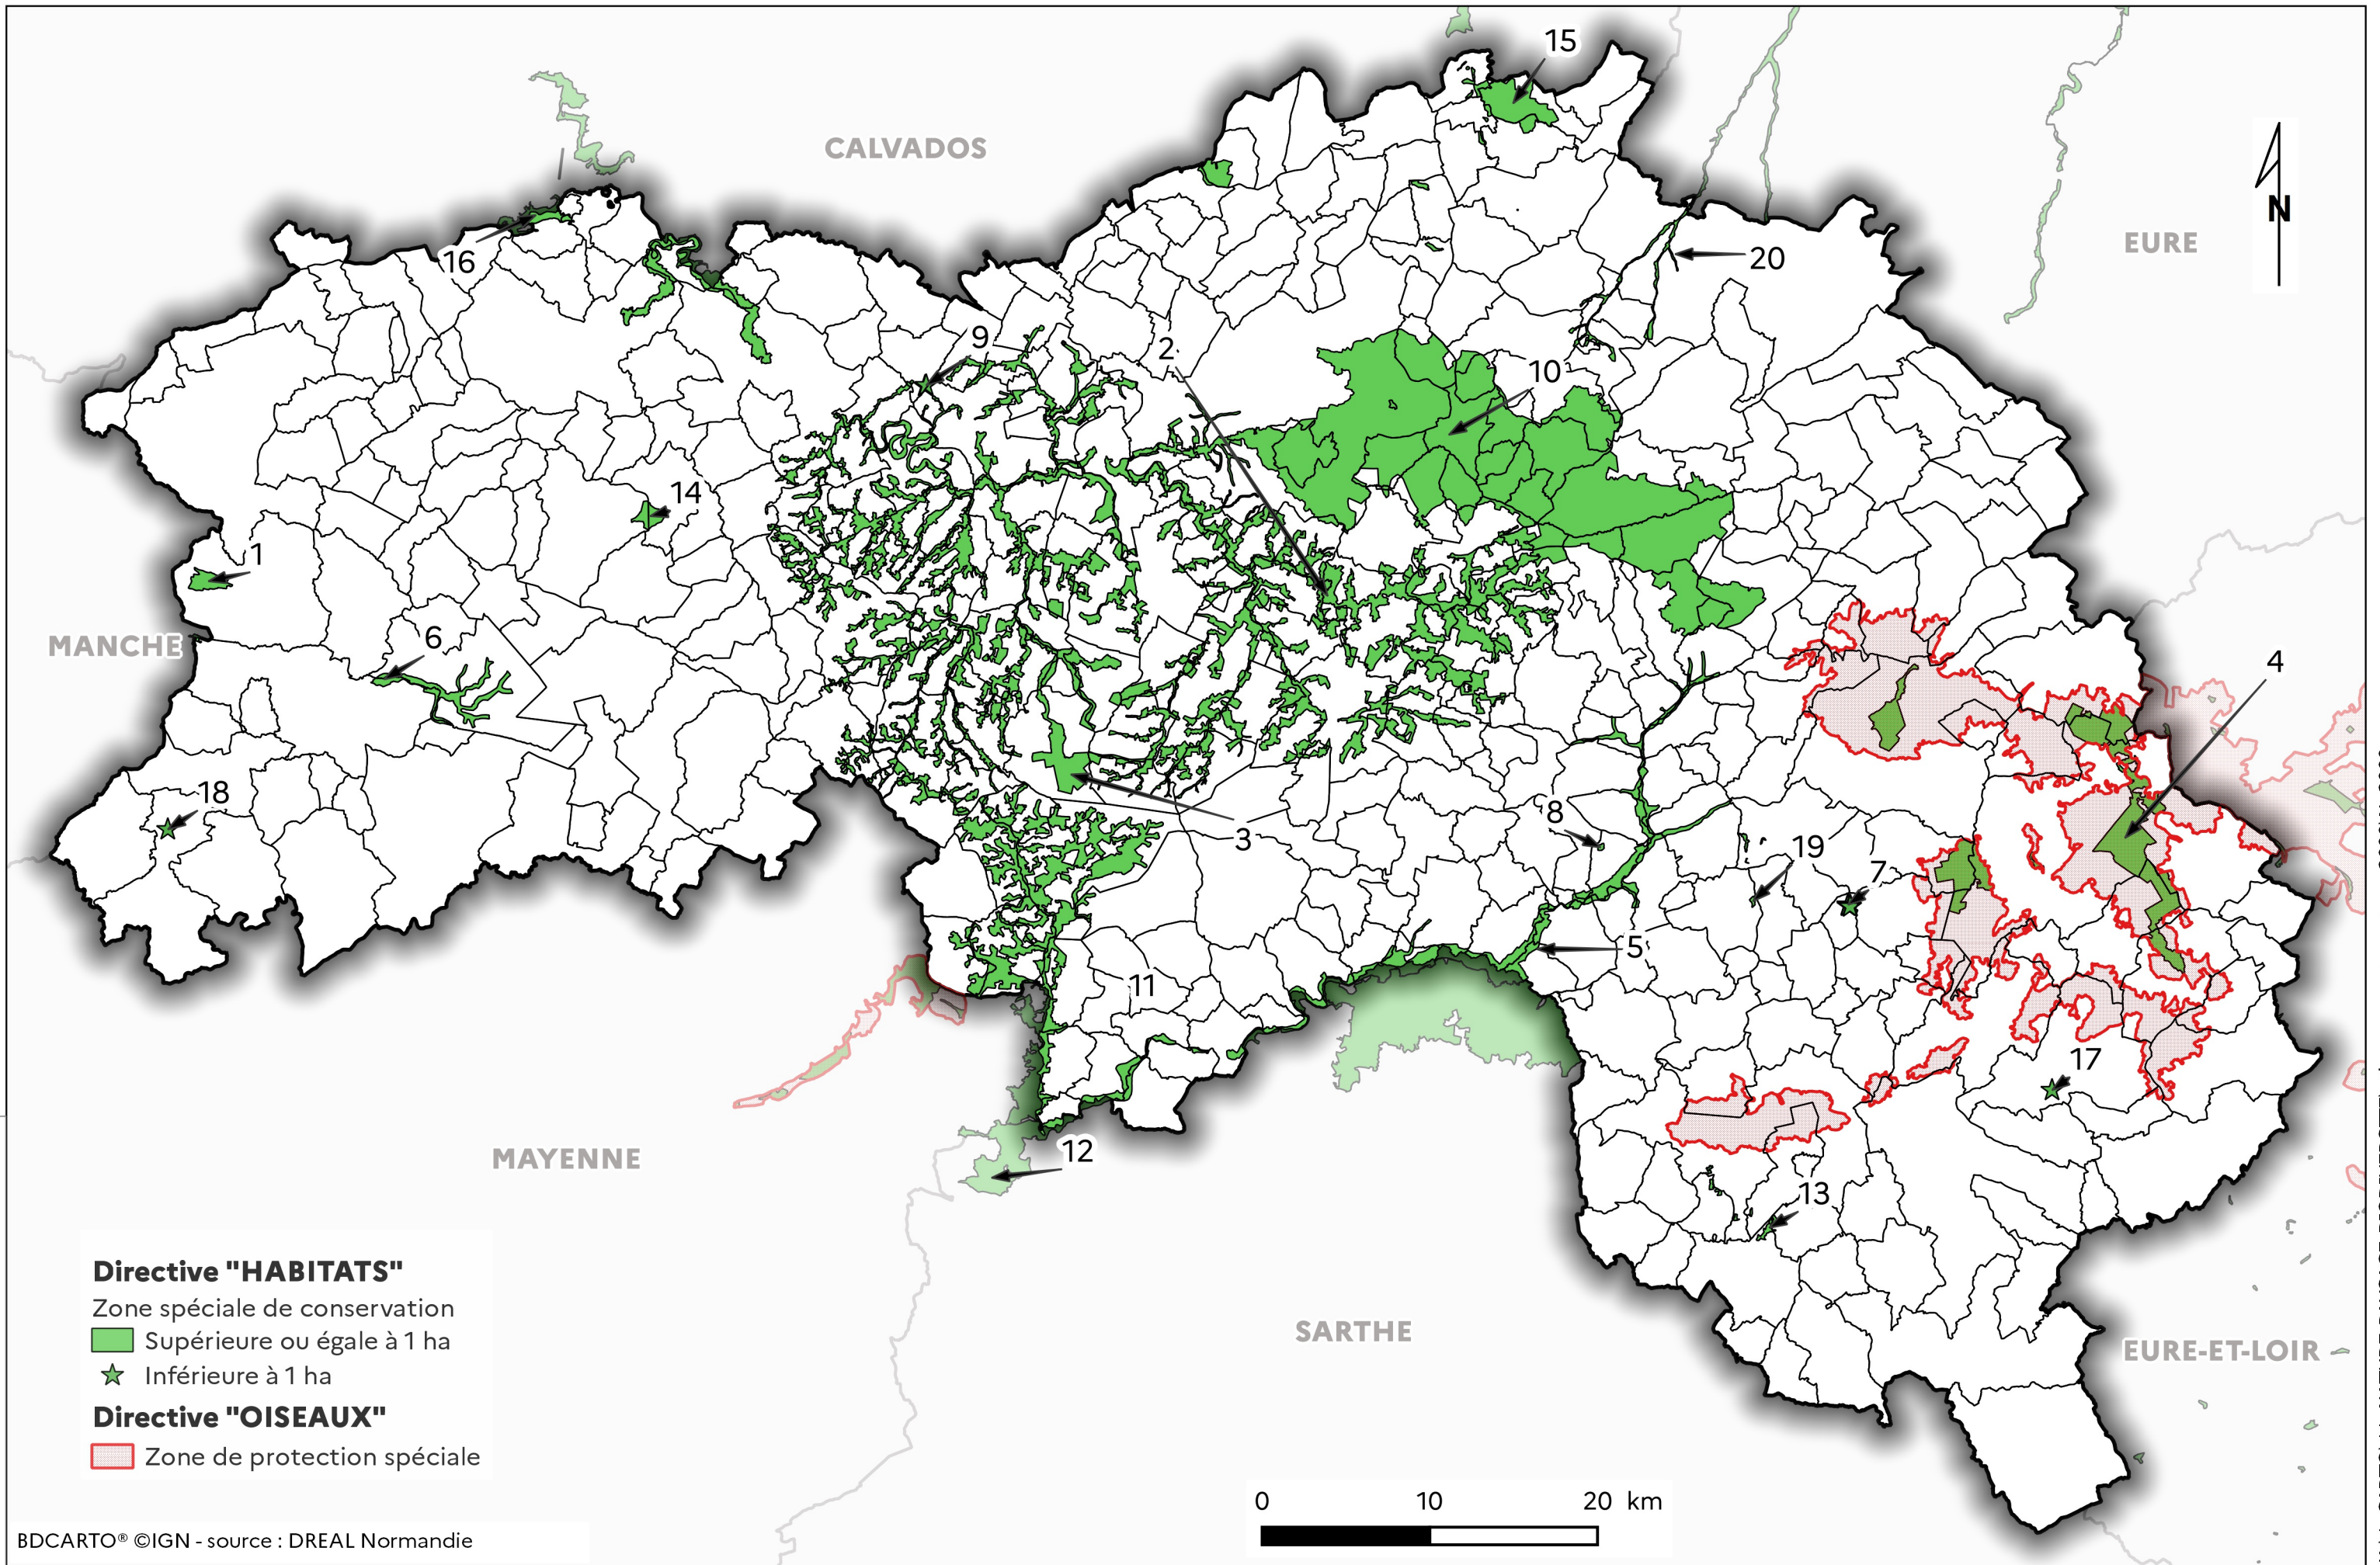 15
CALVADOS
N
EURE
16
20
9
2
10
14
1
6
MANCHE
4
18
8
3
19
7
5
11
17
12
MAYENNE
13
Directive "HABITATS"
Zone spéciale de conservation
Supérieure ou égale à 1 ha
Inférieure à 1 ha
Directive "OISEAUX"
Zone de protection spéciale
SARTHE
EURE-ET-LOIR
0 10 20 km
BDCARTO® ©IGN - source : DREAL Normandie